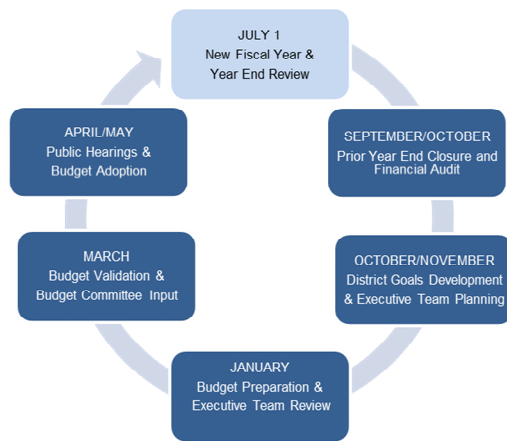 JULY 1
New Fiscal Year &
Year End Review
SEPTEMBER/OCTOBER
Prior Year End Closure and
Financial Audit
OCTOBER/NOVEMBER
District Goals Development
& Executive Team Planning
JANUARY
Budget Preparation &
Executive Team Review
MARCH
Budget Validation &
Budget Committee Input
APRIL/MAY
Public Hearings &
Budget Adoption